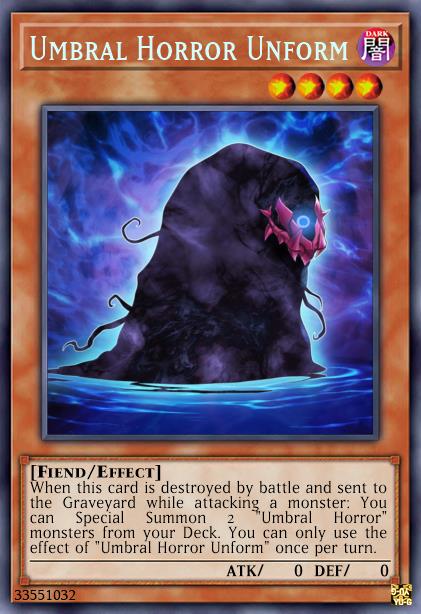 Umbral Horror Unform
DARK
闇
[Fiend/Effect]
When this card is destroyed by battle and sent to
the Graveyard while attacking a monster: You
can Special Summon 2 "Umbral Horror"
monsters from your Deck. You can only use the
effect of "Umbral Horror Unform" once per turn.
ATK/ 0 DEF/ 0
33551032